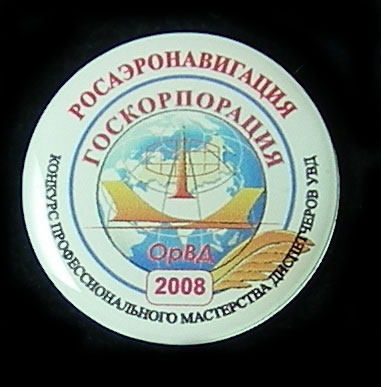 РОСАЭРОНАВИГАЦИЯ
ГОСКОРПОРАЦИЯ
ОрВД
2008
КОНКУРС ПРОФЕССИОНАЛЬНОГО МАСТЕРСТВА ДИСПЕТЧЕРОВ УВД